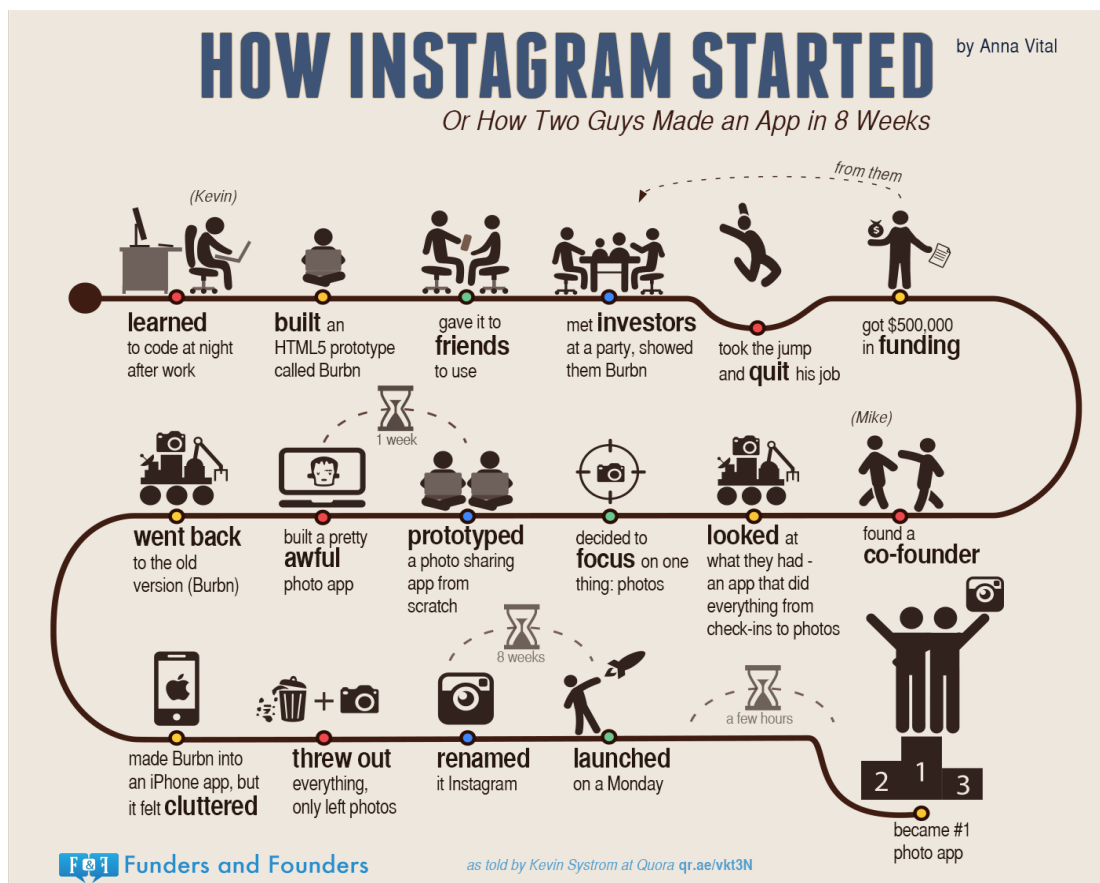 HOW INSTAGRAM STARTED
by Anna Vital
Or How Two Guys Made an App in 8 Weeks
(Kevin)
learned
to code at night
after work
built an
HTML5 prototype
called Burbn
gave it to
friends
to use
met investors
at a party, showed
them Burbn
took the jump
and quit his job
from them
$
got $500,000
in funding
(Mike)
found a
co-founder
looked at
what they had -
an app that did
everything from
check-ins to photos
decided to
focus on one
thing: photos
prototyped
a photo sharing
app from
scratch
1 week
built a pretty
awful
photo app
went back
to the old
version (Burbn)
made Burbn into
an iPhone app, but
it felt cluttered
threw out
everything,
only left photos
renamed
it Instagram
8 weeks
launched
on a Monday
a few hours
2 1 3
became #1
photo app
F&F Funders and Founders
as told by Kevin Systrom at Quora qr.ae/vkt3N